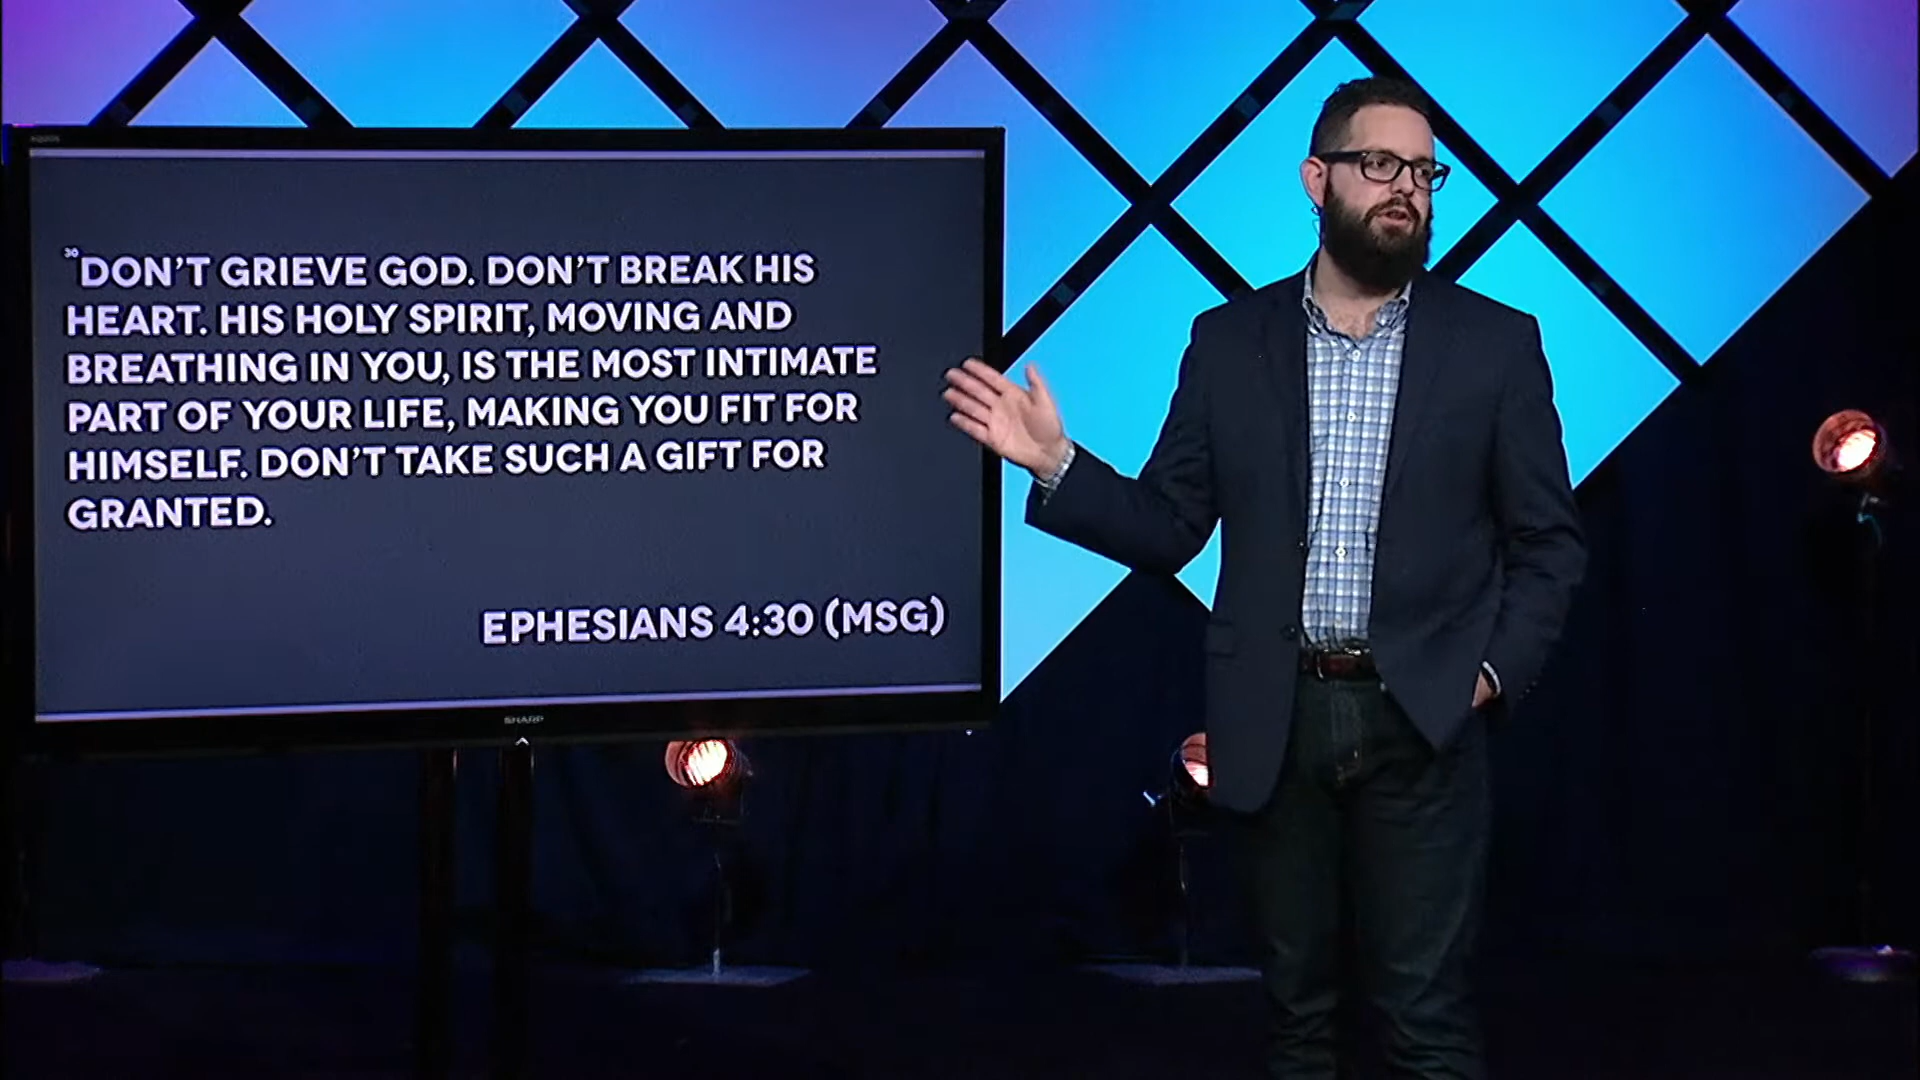 30 DON'T GRIEVE GOD. DON'T BREAK HIS
HEART. HIS HOLY SPIRIT, MOVING AND
BREATHING IN YOU, IS THE MOST INTIMATE
PART OF YOUR LIFE, MAKING YOU FIT FOR
HIMSELF. DON'T TAKE SUCH A GIFT FOR
GRANTED.
EPHESIANS 4:30 (MSG)
SHARP